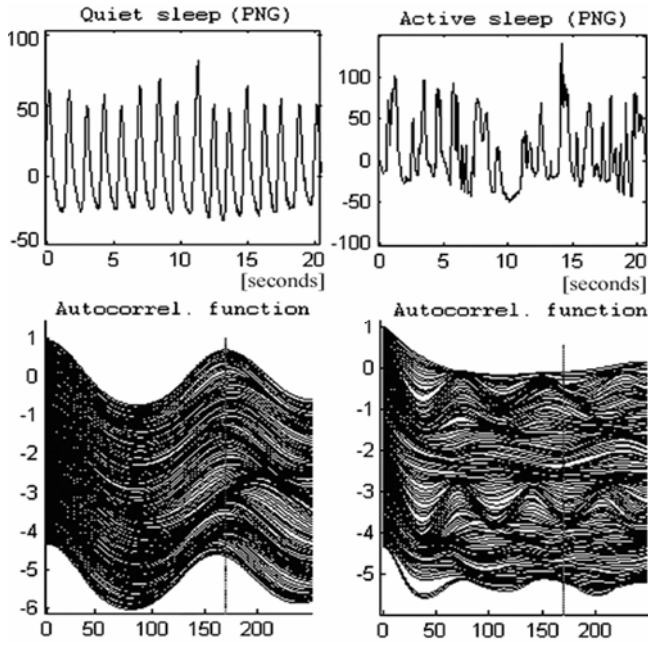 Quiet sleep (PNG)
100
50
0
-50
0 5 10 15 20
[seconds]
Active sleep (PNG)
100
50
0
-50
-100
0 5 10 15 20
[seconds]
Autocorrel. function
1
0
-1
-2
-3
-4
-5
-6
0 50 100 150 200
Autocorrel. function
1
0
-1
-2
-3
-4
-5
0 50 100 150 200